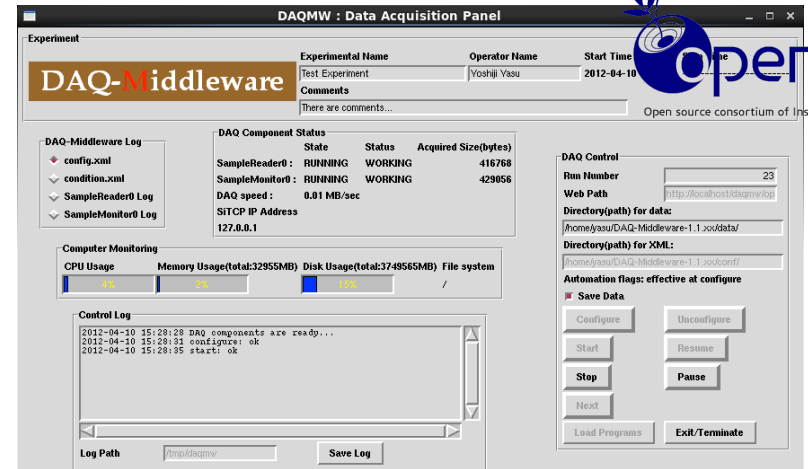 DAQMW : Data Acquisition Panel
Experiment
DAQ-Middleware
Experimental Name Operator Name Start Time
Test Experiment Yoshiji Yasu 2012-04-10
Comments
There are comments...
Open
Open source consortium of Ins
DAQ-Middleware Log
config.xml
condition.xml
SampleReader0 Log
SampleMonitor0 Log
DAQ Component Status
State Status Acquired Size(bytes)
SampleReader0 : RUNNING WORKING 416768
SampleMonitor0 : RUNNING WORKING 429056
DAQ speed : 0.01 MB/sec
SiTCP IP Address
127.0.0.1
Computer Monitoring
CPU Usage Memory Usage(total:32955MB) Disk Usage(total:3749565MB) File system
4% 2% 15% /
Control Log
2012-04-10 15:28:28 DAQ components are ready...
2012-04-10 15:28:31 configure: ok
2012-04-10 15:28:35 start: ok
Log Path /tmp/daqmw Save Log
DAQ Control
Run Number 23
Web Path http://localhost/daqmw/op
Directory(path) for data:
/home/yasu/DAQ-Middleware-1.1.xx/data/
Directory(path) for XML:
/home/yasu/DAQ-Middleware-1.1.xx/conf/
Automation flags: effective at configure
Save Data
Configure Unconfigure
Start Resume
Stop Pause
Next
Load Programs Exit/Terminate